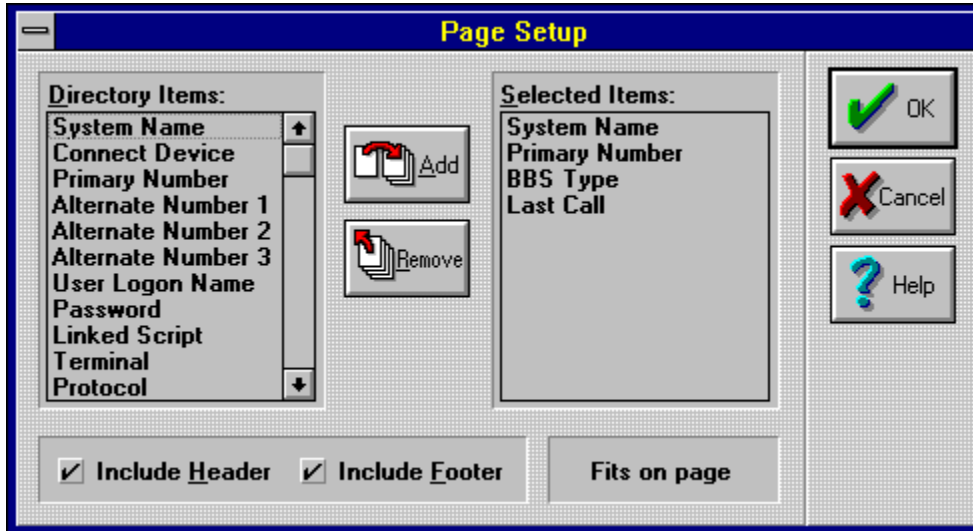 Page Setup
Directory Items:
System Name
Connect Device
Primary Number
Alternate Number 1
Alternate Number 2
Alternate Number 3
User Logon Name
Password
Linked Script
Terminal
Protocol
Add
Remove
Selected Items:
System Name
Primary Number
BBS Type
Last Call
OK
Cancel
Help
Include Header
Include Footer
Fits on page